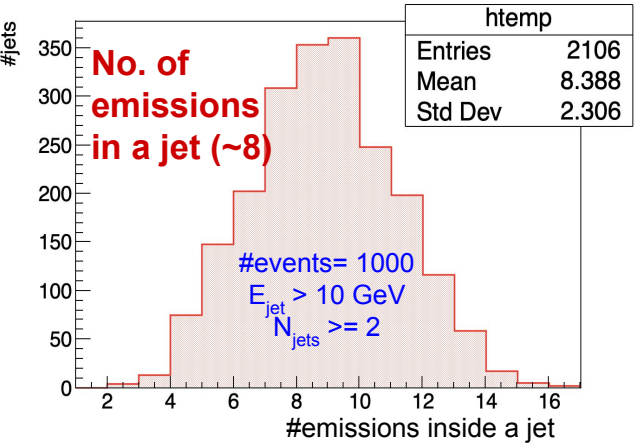 htemp
Entries 2106
Mean 8.388
Std Dev 2.306
#jets
No. of
emissions
in a jet (~8)
#events= 1000
E_jet > 10 GeV
N_jets >= 2
350
300
250
200
150
100
50
0
2 4 6 8 10 12 14 16
#emissions inside a jet